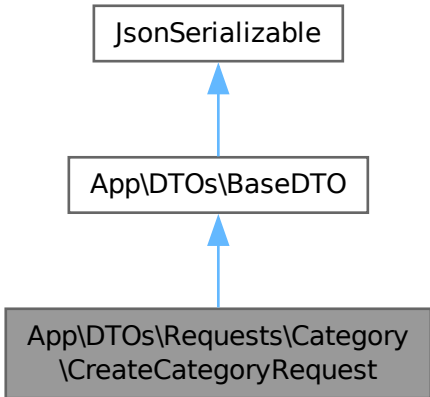 JsonSerializable
App\DTOs\BaseDTO
App\DTOs\Requests\Category
\CreateCategoryRequest